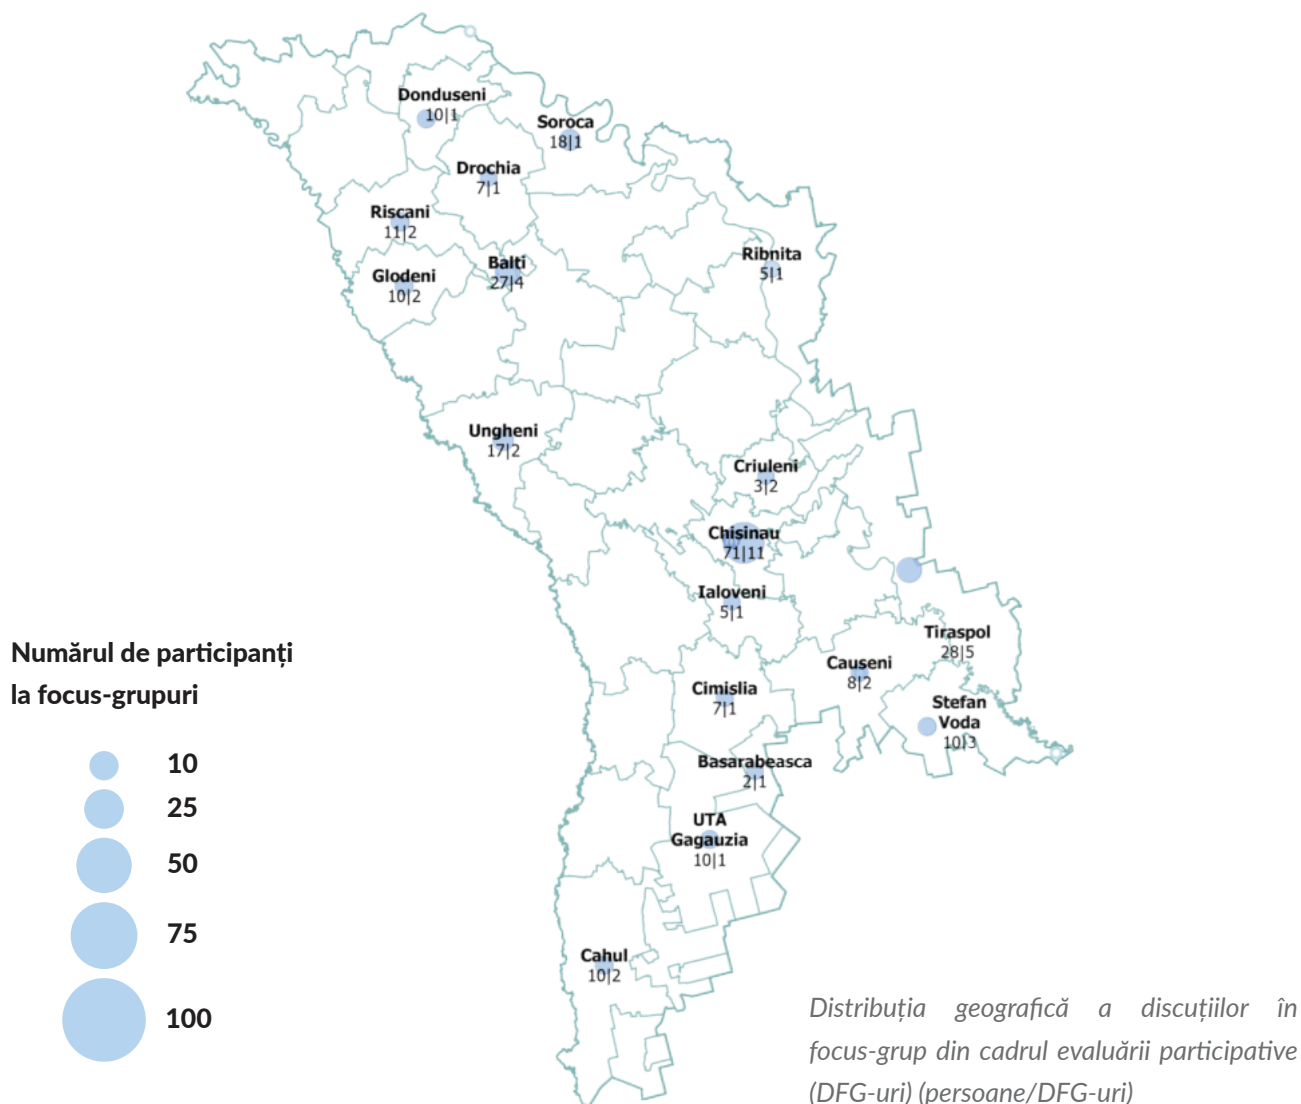 Donduseni
10|1
Soroca
18|1
Drochia
7|1
Riscani
11|2
Ribnita
5|1
Balti
27|4
Glodeni
10|2
Ungheni
17|2
Criuleni
3|2
Chisinau
71|11
Ialoveni
5|1
Tiraspol
28|5
Causeni
8|2
Cimislia
7|1
Stefan
Voda
10|3
Basarabeasca
2|1
UTA
Gagauzia
10|1
Cahul
10|2
Numărul de participanți
la focus-grupuri
10
25
50
75
100
Distribuția geografică a discuțiilor în
focus-grup din cadrul evaluării participative
(DFG-uri) (persoane/DFG-uri)